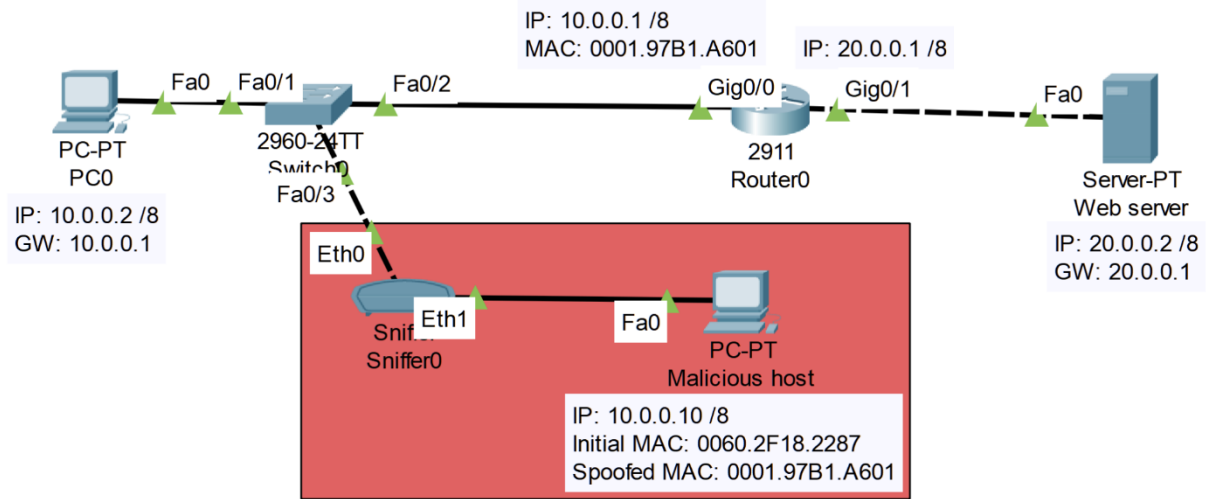 IP: 10.0.0.1 /8
MAC: 0001.97B1.A601
IP: 20.0.0.1 /8
Fa0
Fa0/1
Fa0/2
Gig0/0
Gig0/1
Fa0
PC-PT
PC0
2960-24TT
Switch0
Fa0/3
2911
Router0
Server-PT
Web server
IP: 10.0.0.2 /8
GW: 10.0.0.1
IP: 20.0.0.2 /8
GW: 20.0.0.1
Eth0
Eth1
Fa0
Sniffer0
PC-PT
Malicious host
IP: 10.0.0.10 /8
Initial MAC: 0060.2F18.2287
Spoofed MAC: 0001.97B1.A601